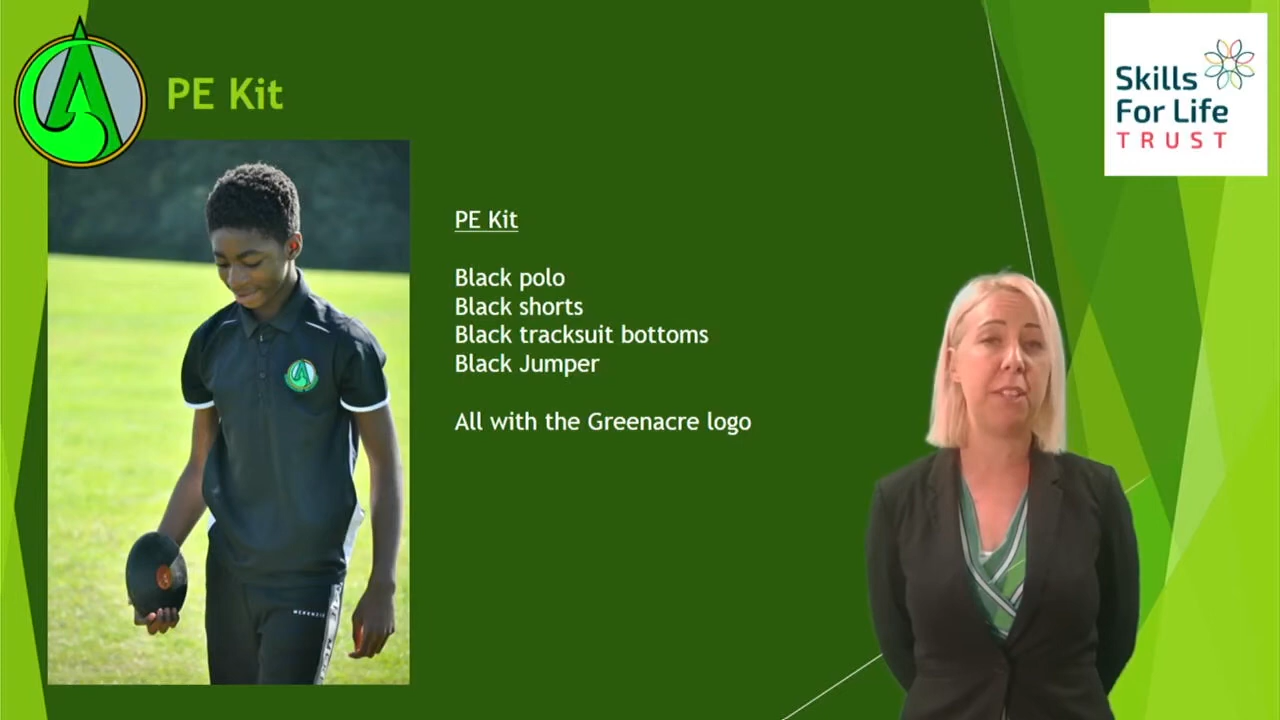 PE Kit
Skills
For Life
TRUST
PE Kit
Black polo
Black shorts
Black tracksuit bottoms
Black Jumper
All with the Greenacre logo
MCKENZIE